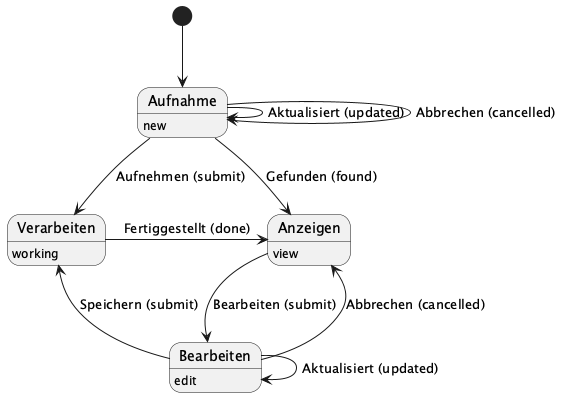 Aufnahme
new
Aktualisiert (updated)
Abbrechen (cancelled)
Aufnehmen (submit)
Gefunden (found)
Verarbeiten
working
Fertiggestellt (done)
Anzeigen
view
Speichern (submit)
Bearbeiten (submit)
Abbrechen (cancelled)
Bearbeiten
edit
Aktualisiert (updated)